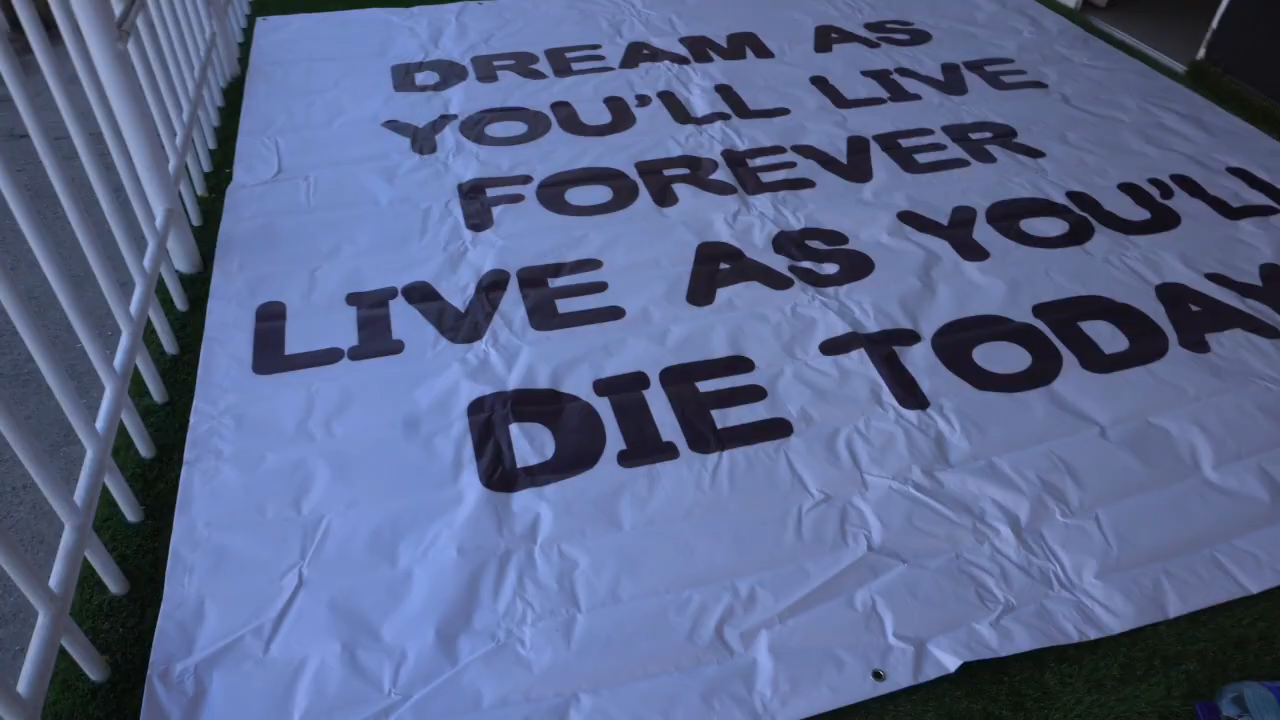 DREAM AS
YOU'LL LIVE
FOREVER
LIVE AS YOU'LL
DIE TODAY